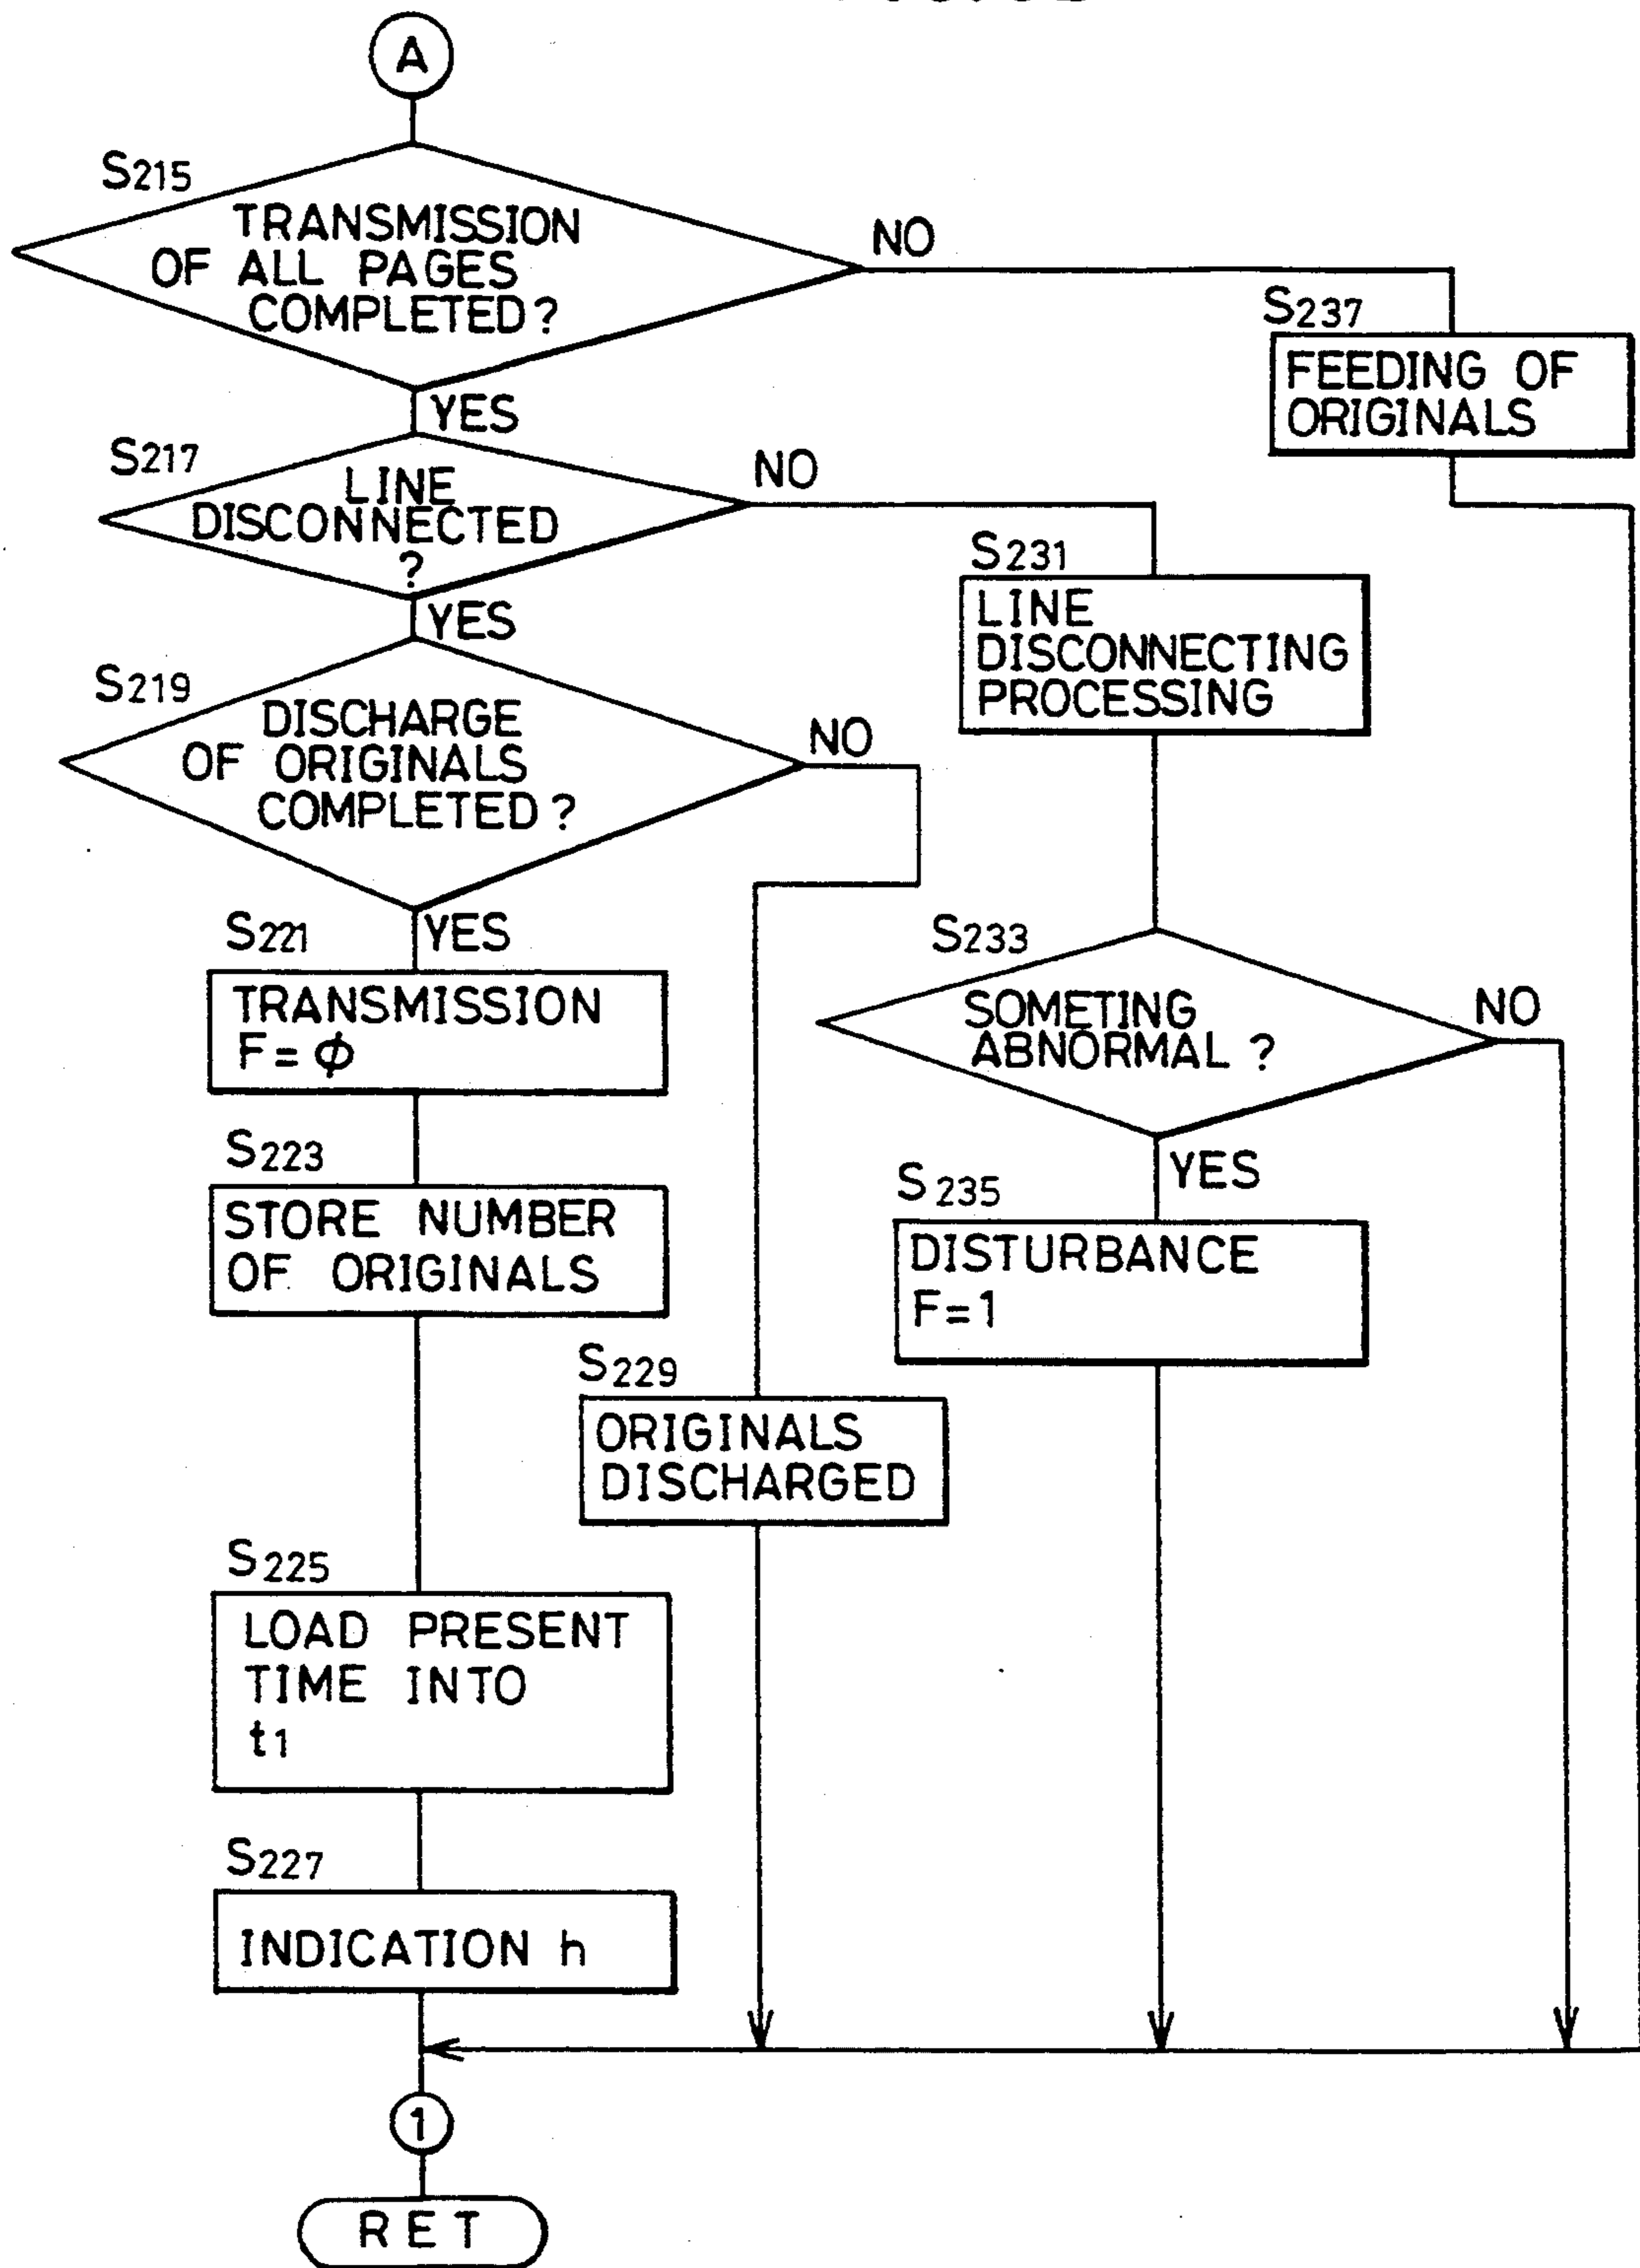 A
S215
TRANSMISSION
OF ALL PAGES
COMPLETED?
NO
YES
S237
FEEDING OF
ORIGINALS
S217
LINE
DISCONNECTED
?
NO
YES
S231
LINE
DISCONNECTING
PROCESSING
S219
DISCHARGE
OF ORIGINALS
COMPLETED?
NO
YES
S221
TRANSMISSION
F=ϕ
S233
SOMETING
ABNORMAL ?
NO
YES
S223
STORE NUMBER
OF ORIGINALS
S235
DISTURBANCE
F=1
S229
ORIGINALS
DISCHARGED
S225
LOAD PRESENT
TIME INTO
t1
S227
INDICATION h
1
RET